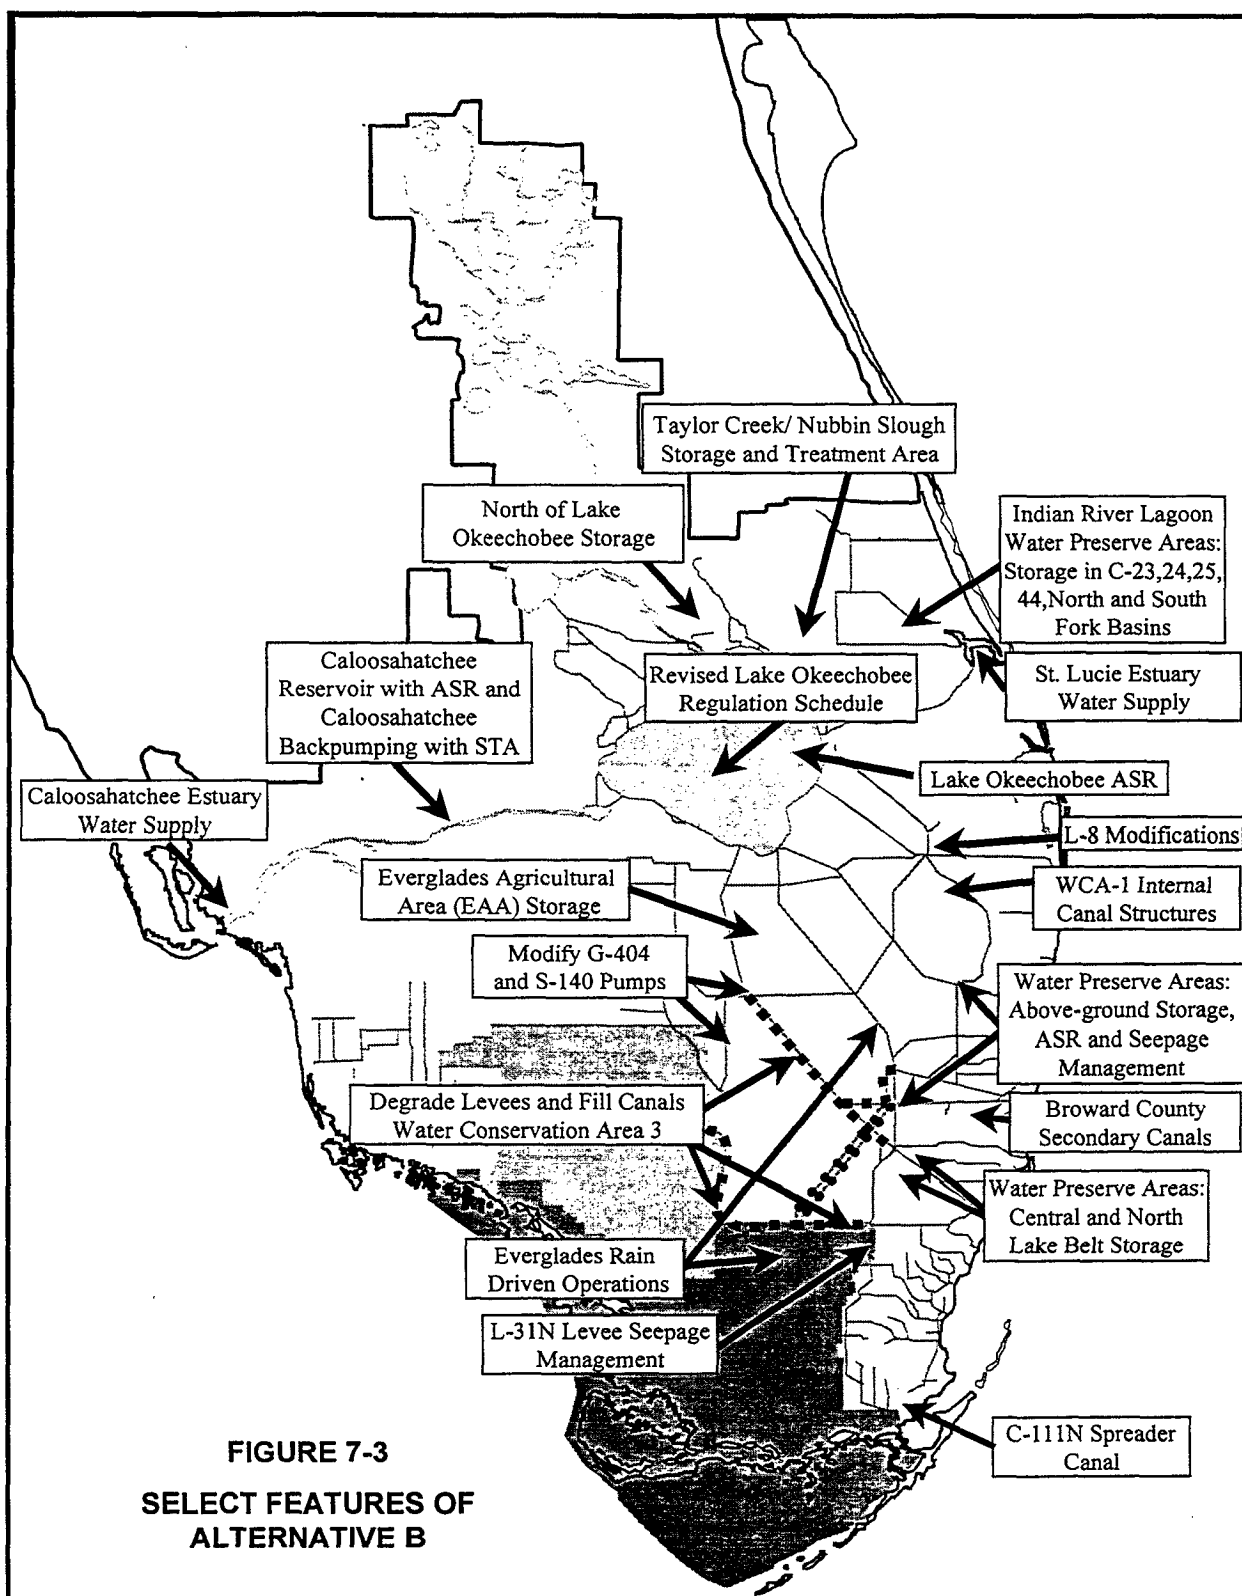 Taylor Creek/ Nubbin Slough
Storage and Treatment Area
North of Lake
Okeechobee Storage
Indian River Lagoon
Water Preserve Areas:
Storage in C-23,24,25,
44,North and South
Fork Basins
Caloosahatchee
Reservoir with ASR and
Caloosahatchee
Backpumping with STA
Revised Lake Okeechobee
Regulation Schedule
St. Lucie Estuary
Water Supply
Lake Okeechobee ASR
Caloosahatchee Estuary
Water Supply
L-8 Modifications
Everglades Agricultural
Area (EAA) Storage
WCA-1 Internal
Canal Structures
Modify G-404
and S-140 Pumps
Water Preserve Areas:
Above-ground Storage,
ASR and Seepage
Management
Degrade Levees and Fill Canals
Water Conservation Area 3
Broward County
Secondary Canals
Water Preserve Areas:
Central and North
Lake Belt Storage
Everglades Rain
Driven Operations
L-31N Levee Seepage
Management
C-111N Spreader
Canal
FIGURE 7-3
SELECT FEATURES OF
ALTERNATIVE B